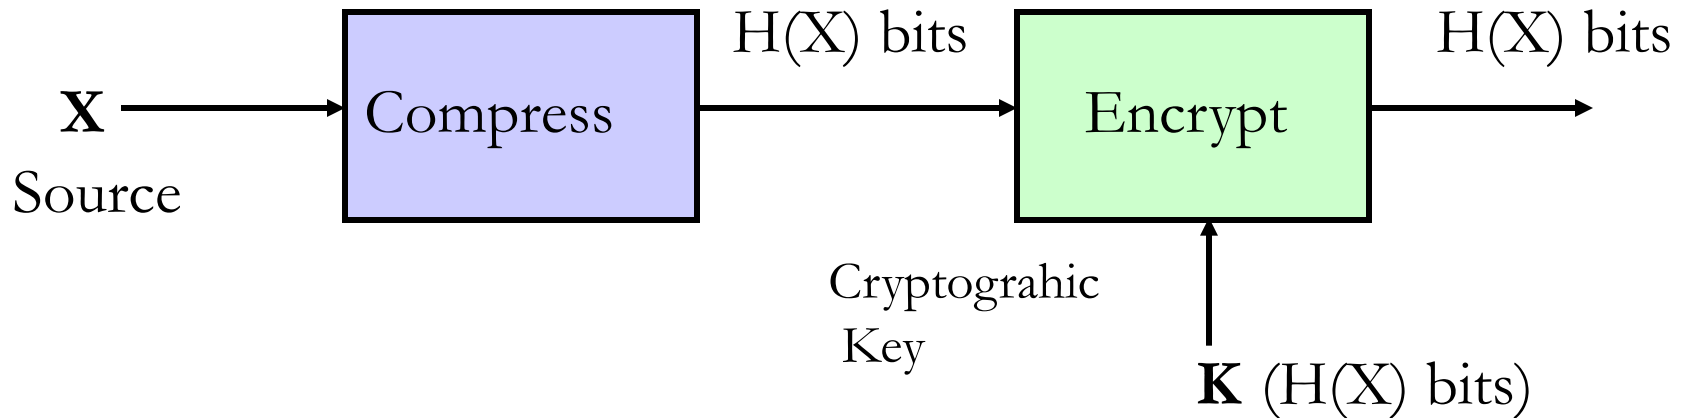 H(X) bits
H(X) bits
X
Compress
Encrypt
Source
Cryptograhic
Key
K (H(X) bits)